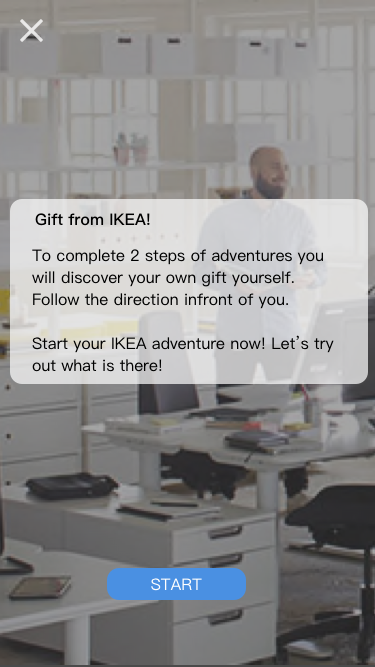 Gift from IKEA!
To complete 2 steps of adventures you
will discover your own gift yourself.
Follow the direction infront of you.
Start your IKEA adventure now! Let's try
out what is there!
START